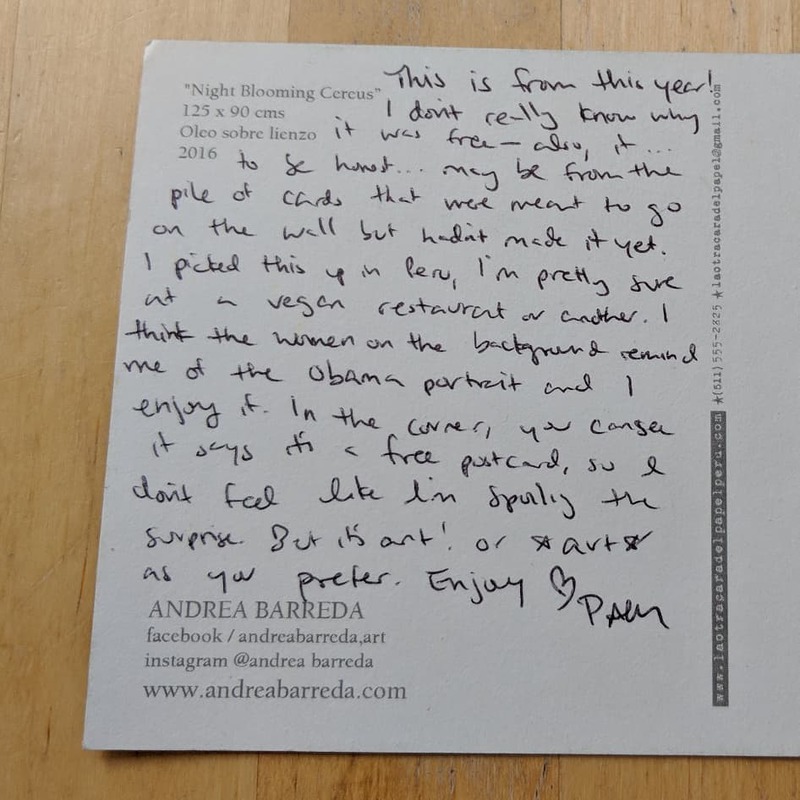 "Night Blooming Cereus"
125 x 90 cms
Oleo sobre lienzo
2016
This is from this year!
I don't really know why
it was free — also, it...
to be honest... may be from the
pile of cards that were meant to go
on the wall but hadn't made it yet.
I picked this up in Peru, I'm pretty sure
at a vegan restaurant or another. I
think the women on the background remind
me of the Obama portrait and I
enjoy it. In the corner, you can see
it says it's a free postcard, so I
don't feel like I'm spoiling the
surprise. But it's art! or *art*
as you prefer. Enjoy ♡
PAM
ANDREA BARREDA
facebook / andreabarreda,art
instagram @andrea barreda
www.andreabarreda.com
www.laotracaradelpapelperu.com *(511) 555-2825 *laotracaradelpapel@gmail.com